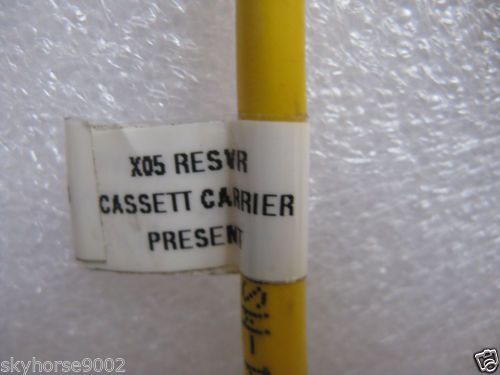 X05 RESVR
CASSETT CARRIER
PRESENT
skyhorse9002